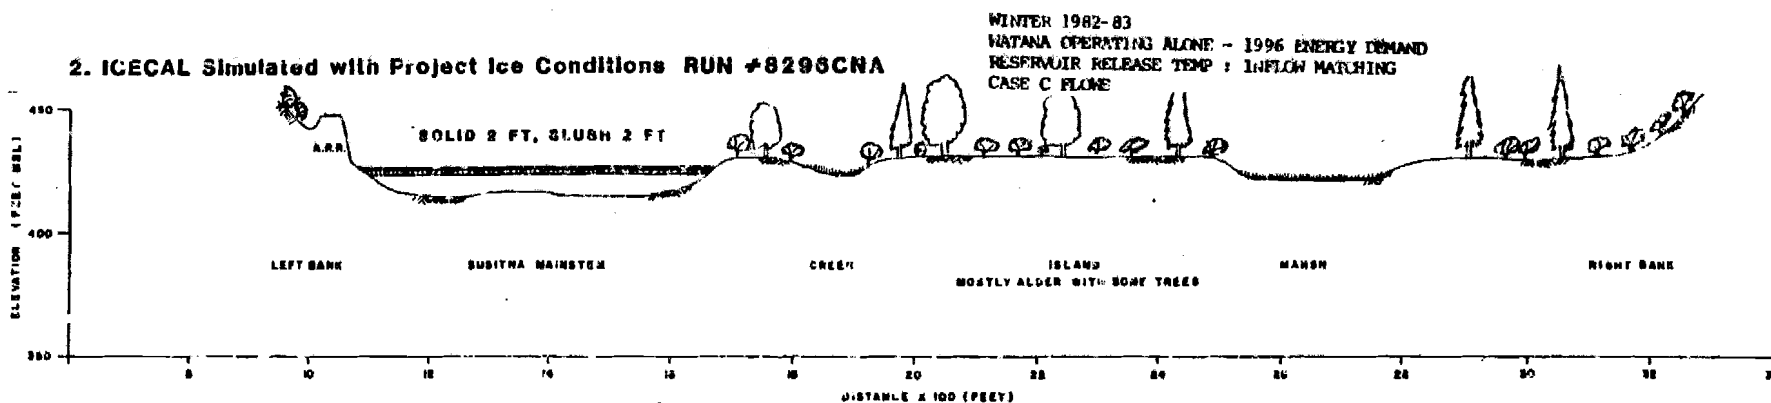 WINTER 1982-83
WATANA OPERATING ALONE - 1996 ENERGY DEMAND
RESERVOIR RELEASE TEMP : INFLOW MATCHING
CASE C FLOWS
2. ICECAL Simulated with Project Ice Conditions RUN #8296CNA
450
SOLID 2 FT, SLUSH 2 FT
A.R.R.
ELEVATION (FEET MSL)
400
LEFT BANK SUSITNA MAINSTEM CREEK ISLAND MARSH RIGHT BANK
MOSTLY ALDER WITH SOME TREES
350
8 10 12 14 16 18 20 22 24 26 28 30 32
DISTANCE X 100 (FEET)